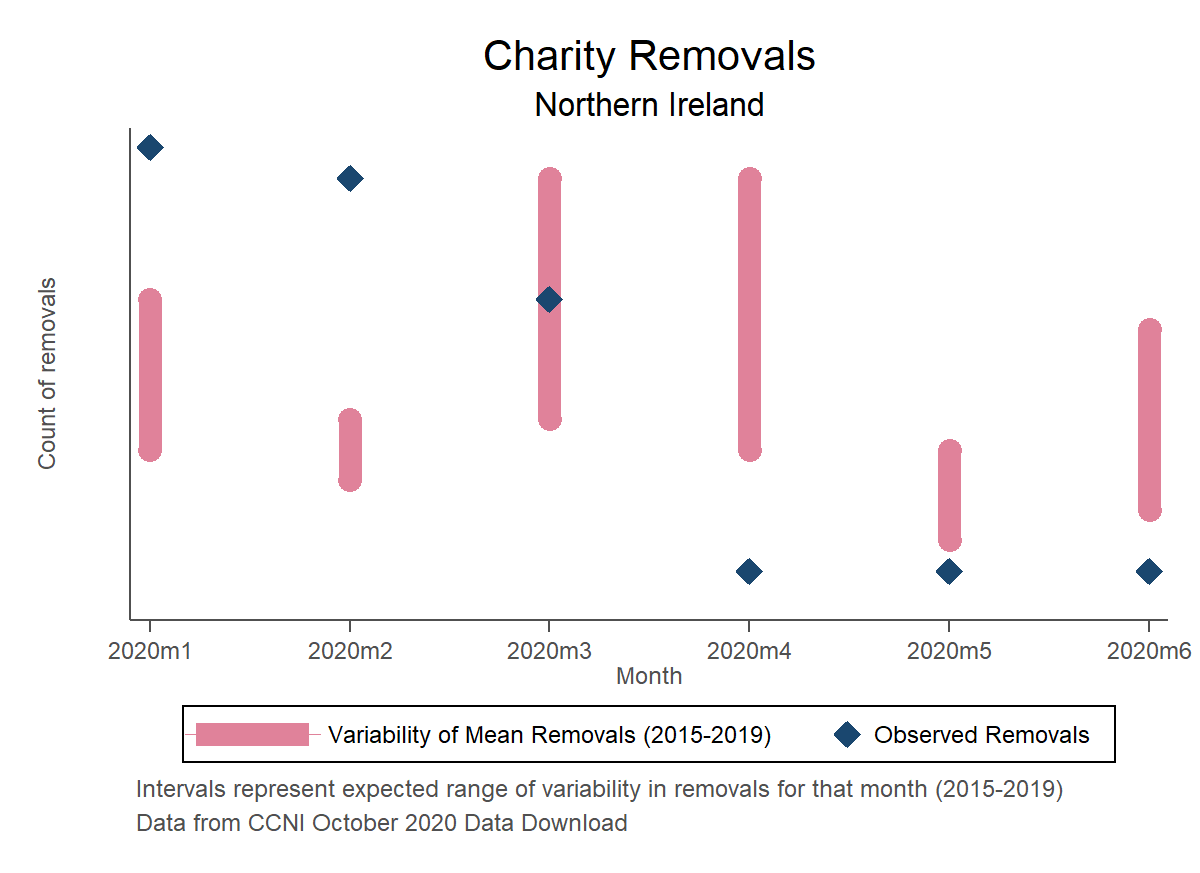 Charity Removals
Northern Ireland
Count of removals
2020m1 2020m2 2020m3 2020m4 2020m5 2020m6
Month
Variability of Mean Removals (2015-2019) Observed Removals
Intervals represent expected range of variability in removals for that month (2015-2019)
Data from CCNI October 2020 Data Download